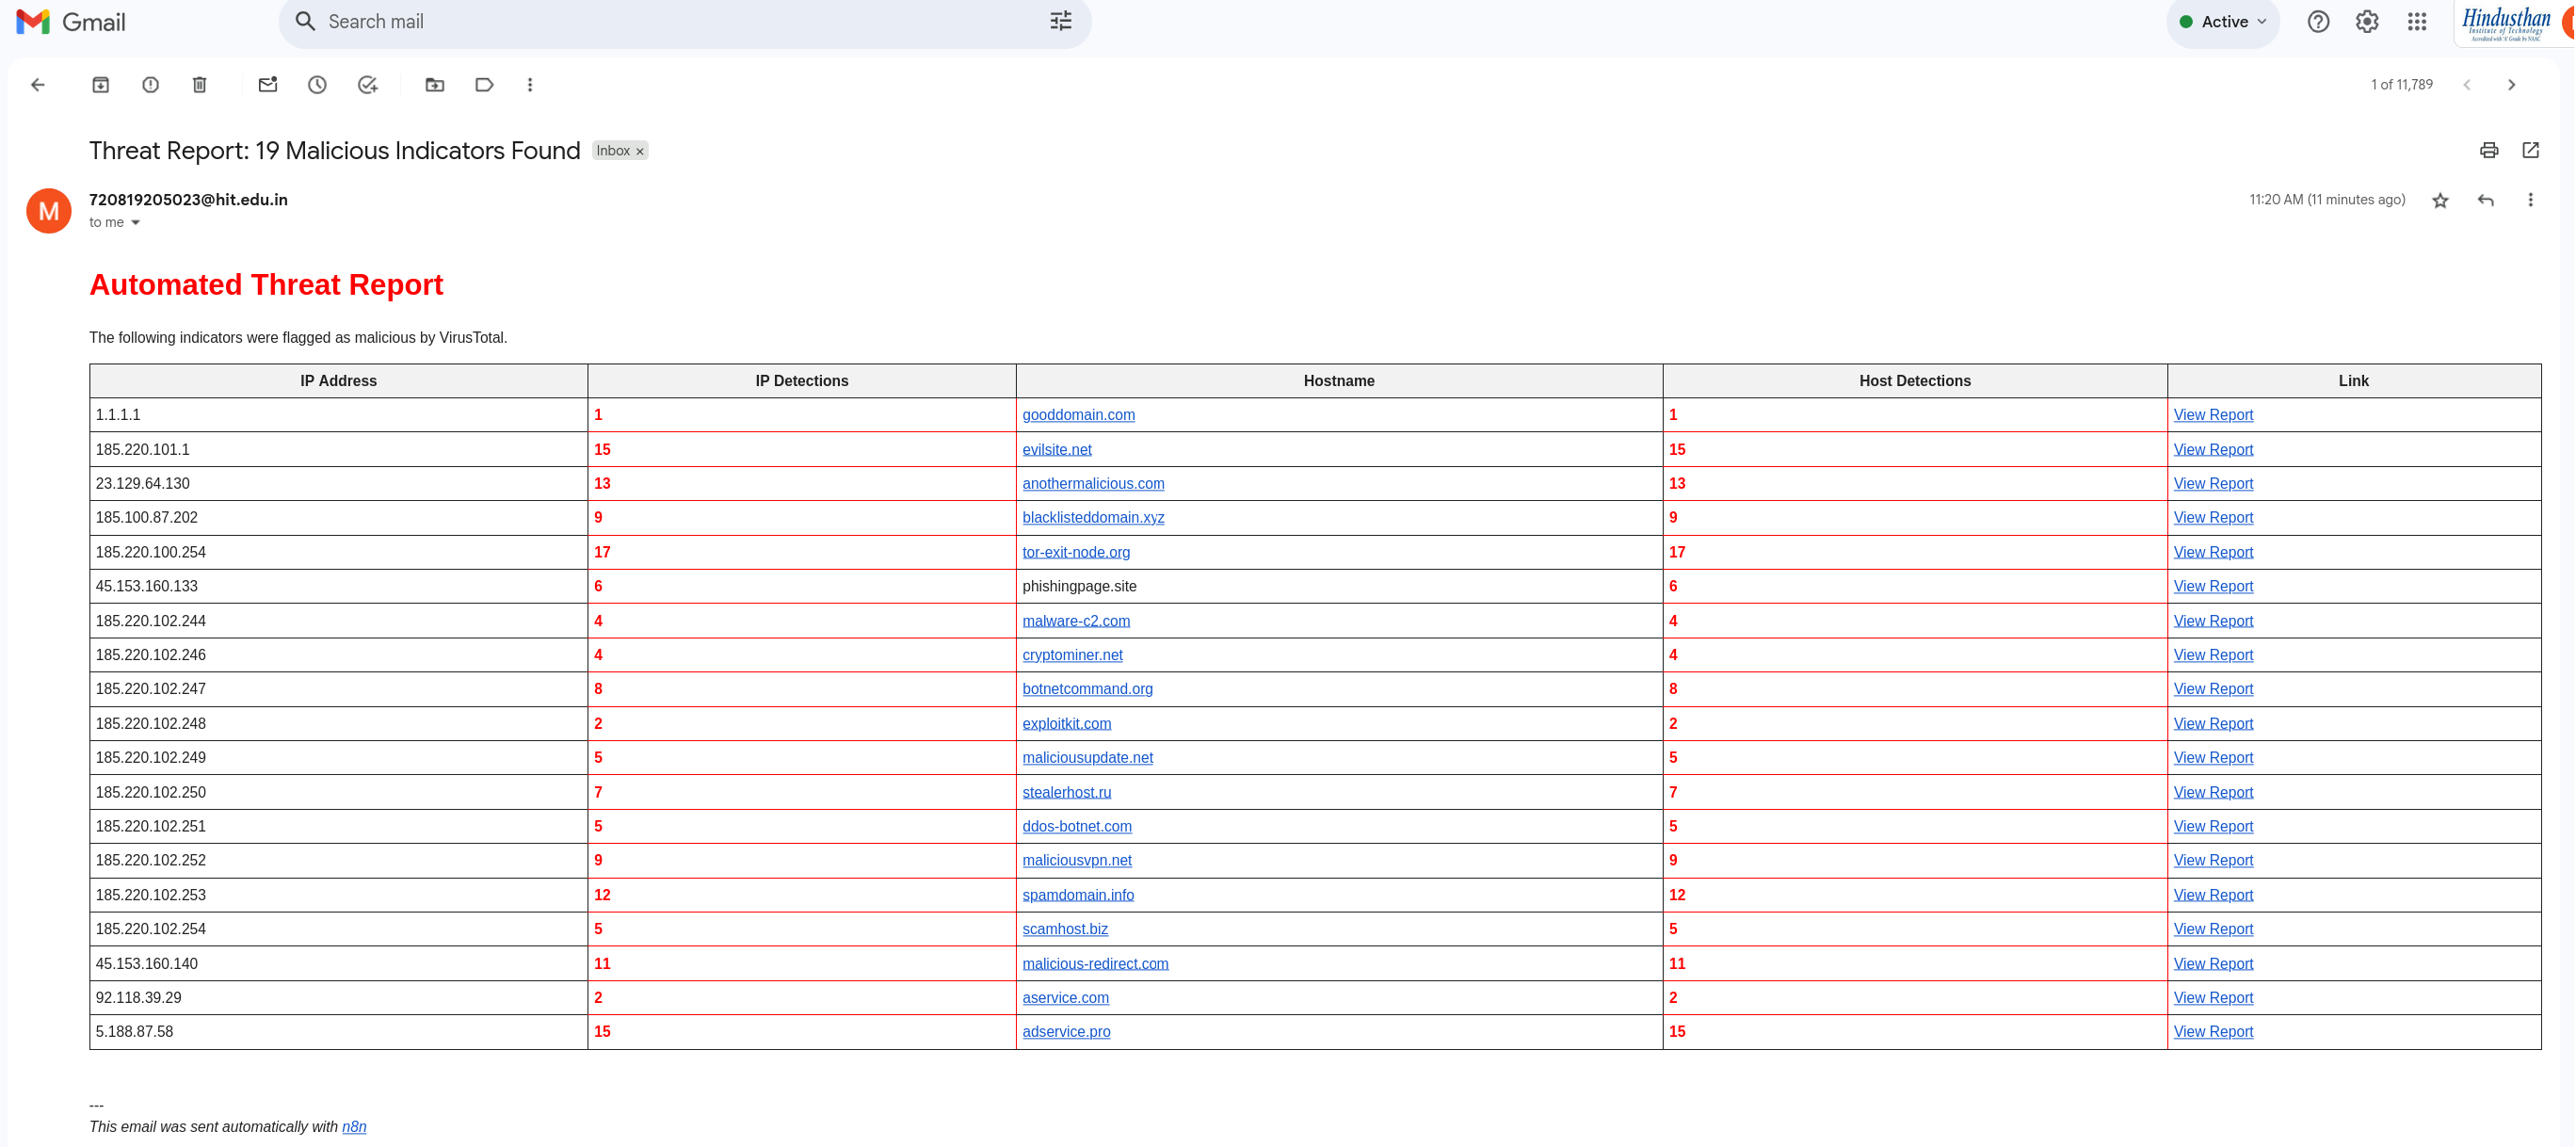 Gmail
Search mail
Active
Hindusthan
Institute of Technology
Accredited with 'A' Grade by NAAC
1 of 11,789
Threat Report: 19 Malicious Indicators Found Inbox ×
M
720819205023@hit.edu.in
11:20 AM (11 minutes ago)
to me
Automated Threat Report
The following indicators were flagged as malicious by VirusTotal.
IP Address IP Detections Hostname Host Detections Link
1.1.1.1 1 gooddomain.com 1 View Report
185.220.101.1 15 evilsite.net 15 View Report
23.129.64.130 13 anothermalicious.com 13 View Report
185.100.87.202 9 blacklisteddomain.xyz 9 View Report
185.220.100.254 17 tor-exit-node.org 17 View Report
45.153.160.133 6 phishingpage.site 6 View Report
185.220.102.244 4 malware-c2.com 4 View Report
185.220.102.246 4 cryptominer.net 4 View Report
185.220.102.247 8 botnetcommand.org 8 View Report
185.220.102.248 2 exploitkit.com 2 View Report
185.220.102.249 5 maliciousupdate.net 5 View Report
185.220.102.250 7 stealerhost.ru 7 View Report
185.220.102.251 5 ddos-botnet.com 5 View Report
185.220.102.252 9 maliciousvpn.net 9 View Report
185.220.102.253 12 spamdomain.info 12 View Report
185.220.102.254 5 scamhost.biz 5 View Report
45.153.160.140 11 malicious-redirect.com 11 View Report
92.118.39.29 2 aservice.com 2 View Report
5.188.87.58 15 adservice.pro 15 View Report
---
This email was sent automatically with n8n